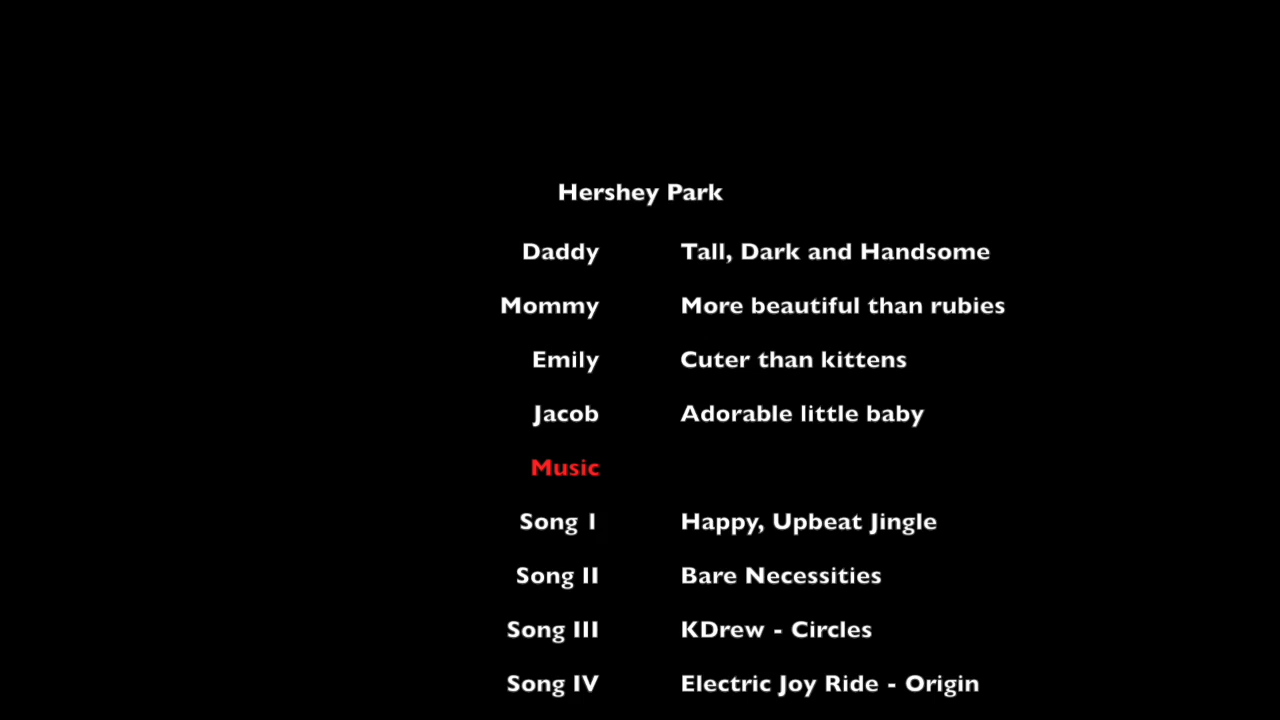 Hershey Park
Daddy Tall, Dark and Handsome
Mommy More beautiful than rubies
Emily Cuter than kittens
Jacob Adorable little baby
Music
Song 1 Happy, Upbeat Jingle
Song II Bare Necessities
Song III KDrew - Circles
Song IV Electric Joy Ride - Origin